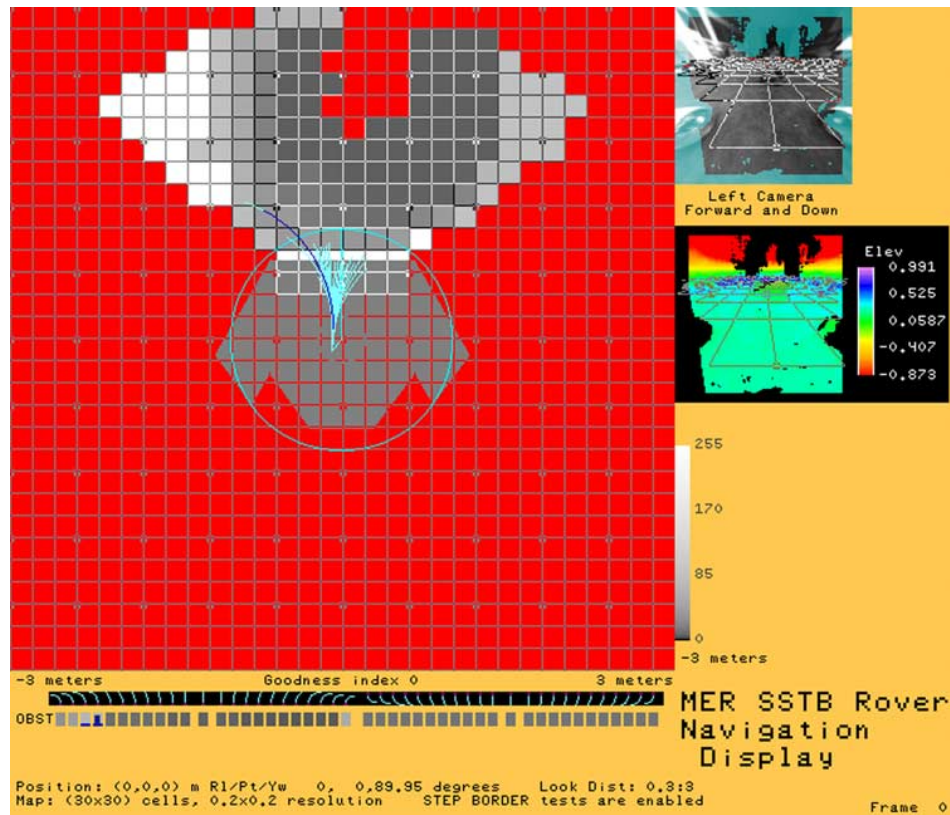 Left Camera
Forward and Down
Elev
0.991
0.525
0.0587
-0.407
-0.873
255
170
85
0
-3 meters
-3 meters Goodness index 0 3 meters
OBST
MER SSTB Rover
Navigation
Display
Position: (0,0,0) m Rl/Pt/Yw 0, 0,89.95 degrees Look Dist: 0.3:3
Map: (30x30) cells, 0.2x0.2 resolution STEP BORDER tests are enabled
Frame 0